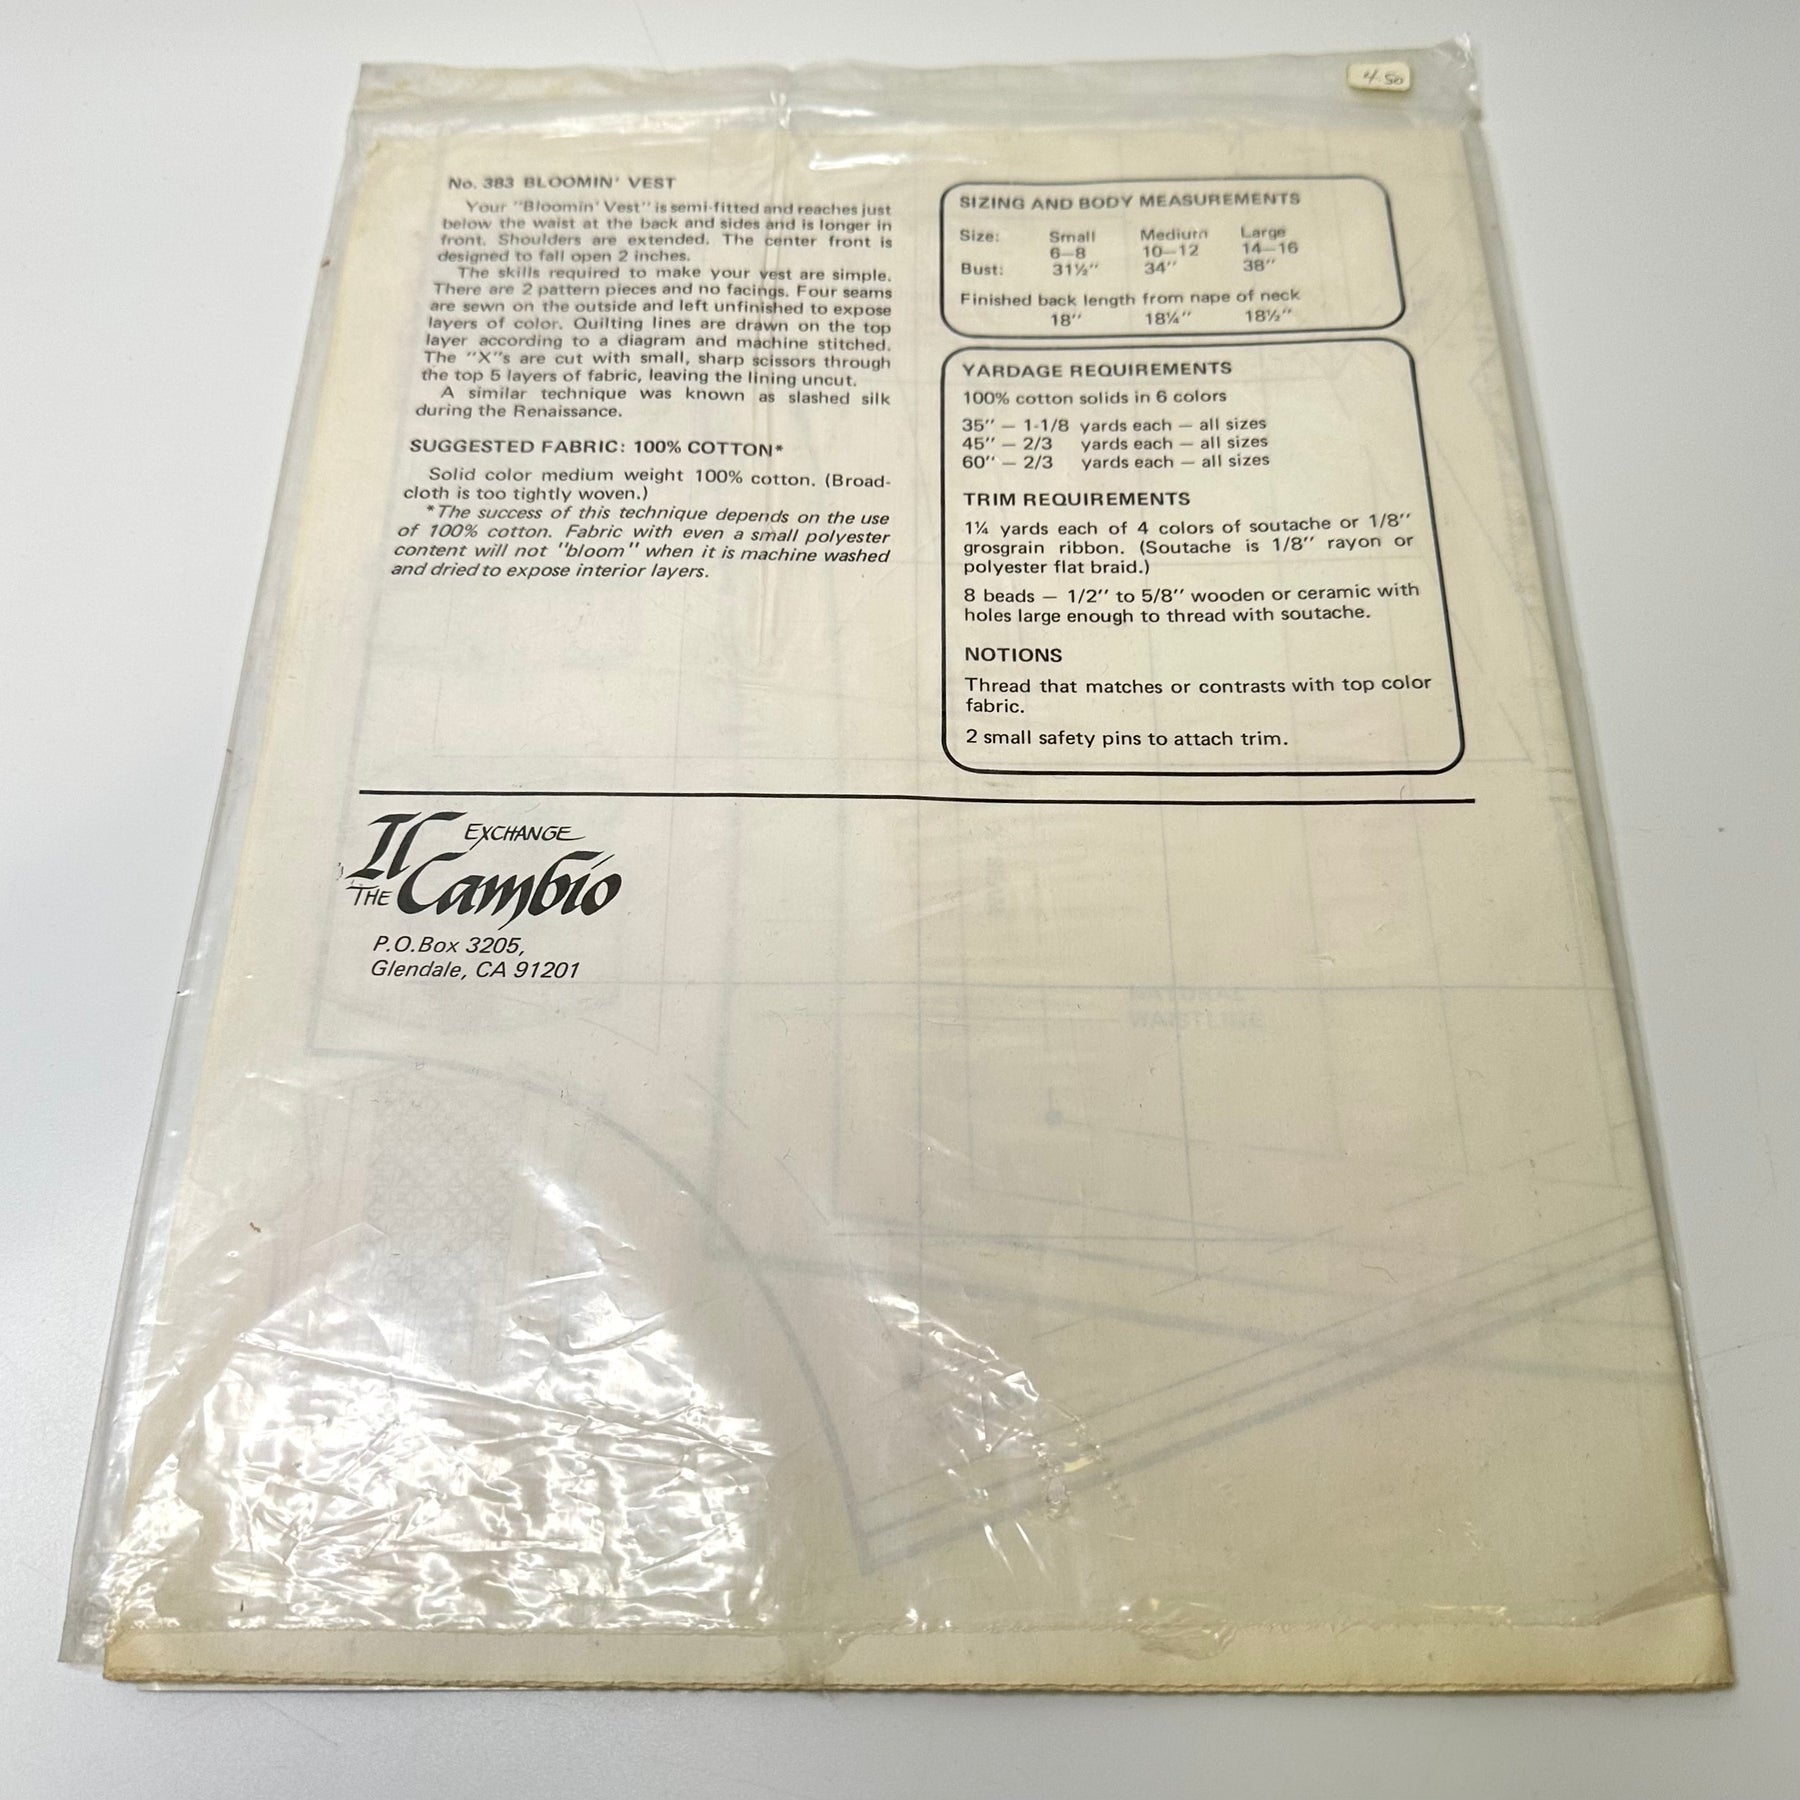 4.50
No. 383 BLOOMIN' VEST
Your "Bloomin' Vest" is semi-fitted and reaches just
below the waist at the back and sides and is longer in
front. Shoulders are extended. The center front is
designed to fall open 2 inches.
The skills required to make your vest are simple.
There are 2 pattern pieces and no facings. Four seams
are sewn on the outside and left unfinished to expose
layers of color. Quilting lines are drawn on the top
layer according to a diagram and machine stitched.
The "X"s are cut with small, sharp scissors through
the top 5 layers of fabric, leaving the lining uncut.
A similar technique was known as slashed silk
during the Renaissance.
SUGGESTED FABRIC: 100% COTTON*
Solid color medium weight 100% cotton. (Broad-
cloth is too tightly woven.)
*The success of this technique depends on the use
of 100% cotton. Fabric with even a small polyester
content will not "bloom" when it is machine washed
and dried to expose interior layers.
SIZING AND BODY MEASUREMENTS
Size: Small Medium Large
6—8 10—12 14—16
Bust: 31½" 34" 38"
Finished back length from nape of neck
18" 18¼" 18½"
YARDAGE REQUIREMENTS
100% cotton solids in 6 colors
35" — 1-1/8 yards each — all sizes
45" — 2/3 yards each — all sizes
60" — 2/3 yards each — all sizes
TRIM REQUIREMENTS
1¼ yards each of 4 colors of soutache or 1/8"
grosgrain ribbon. (Soutache is 1/8" rayon or
polyester flat braid.)
8 beads — 1/2" to 5/8" wooden or ceramic with
holes large enough to thread with soutache.
NOTIONS
Thread that matches or contrasts with top color
fabric.
2 small safety pins to attach trim.
Il EXCHANGE
THE Cambio
P.O.Box 3205,
Glendale, CA 91201
NATURAL
WAISTLINE